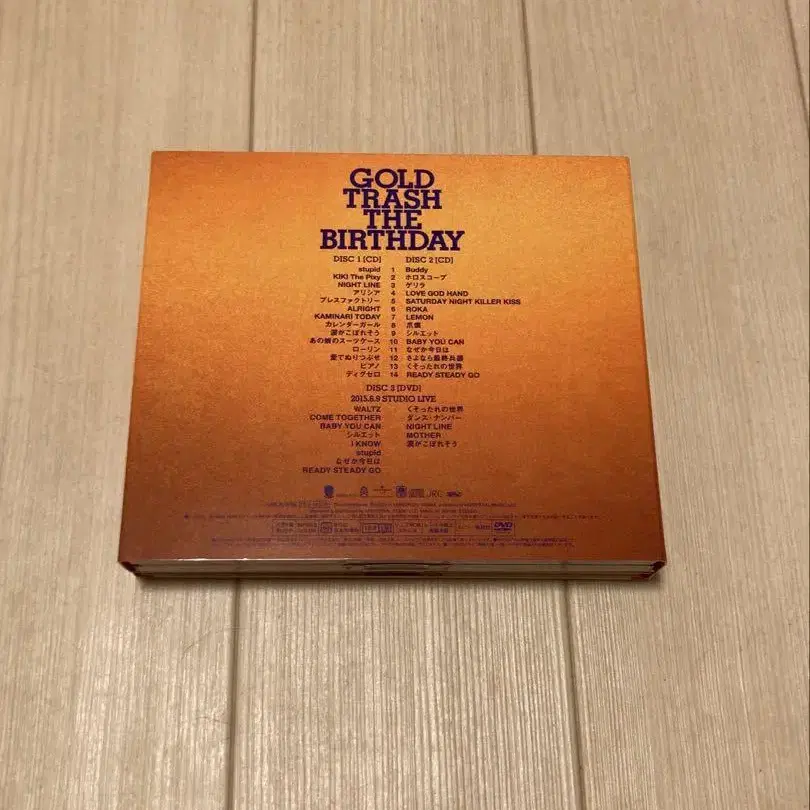 GOLD
TRASH
THE
BIRTHDAY
DISC 1 [CD] DISC 2 [CD]
stupid 1 Buddy
KIKI The Pixy 2 ホロスコープ
NIGHT LINE 3 ゲリラ
アリシア 4 LOVE GOD HAND
プレスファクトリー 5 SATURDAY NIGHT KILLER KISS
ALRIGHT 6 ROKA
KAMINARI TODAY 7 LEMON
カレンダーガール 8 爪痕
涙がこぼれそう 9 シルエット
あの娘のスーツケース 10 BABY YOU CAN
ローリン 11 なぜか今日は
愛でぬりつぶせ 12 さよなら最終兵器
ピアノ 13 くそったれの世界
ディグゼロ 14 READY STEADY GO
DISC 3 [DVD]
2015.8.9 STUDIO LIVE
WALTZ くそったれの世界
COME TOGETHER ダンス・ナンバー
BABY YOU CAN NIGHT LINE
シルエット MOTHER
I KNOW 涙がこぼれそう
stupid
なぜか今日は
READY STEADY GO
JRC
DVD